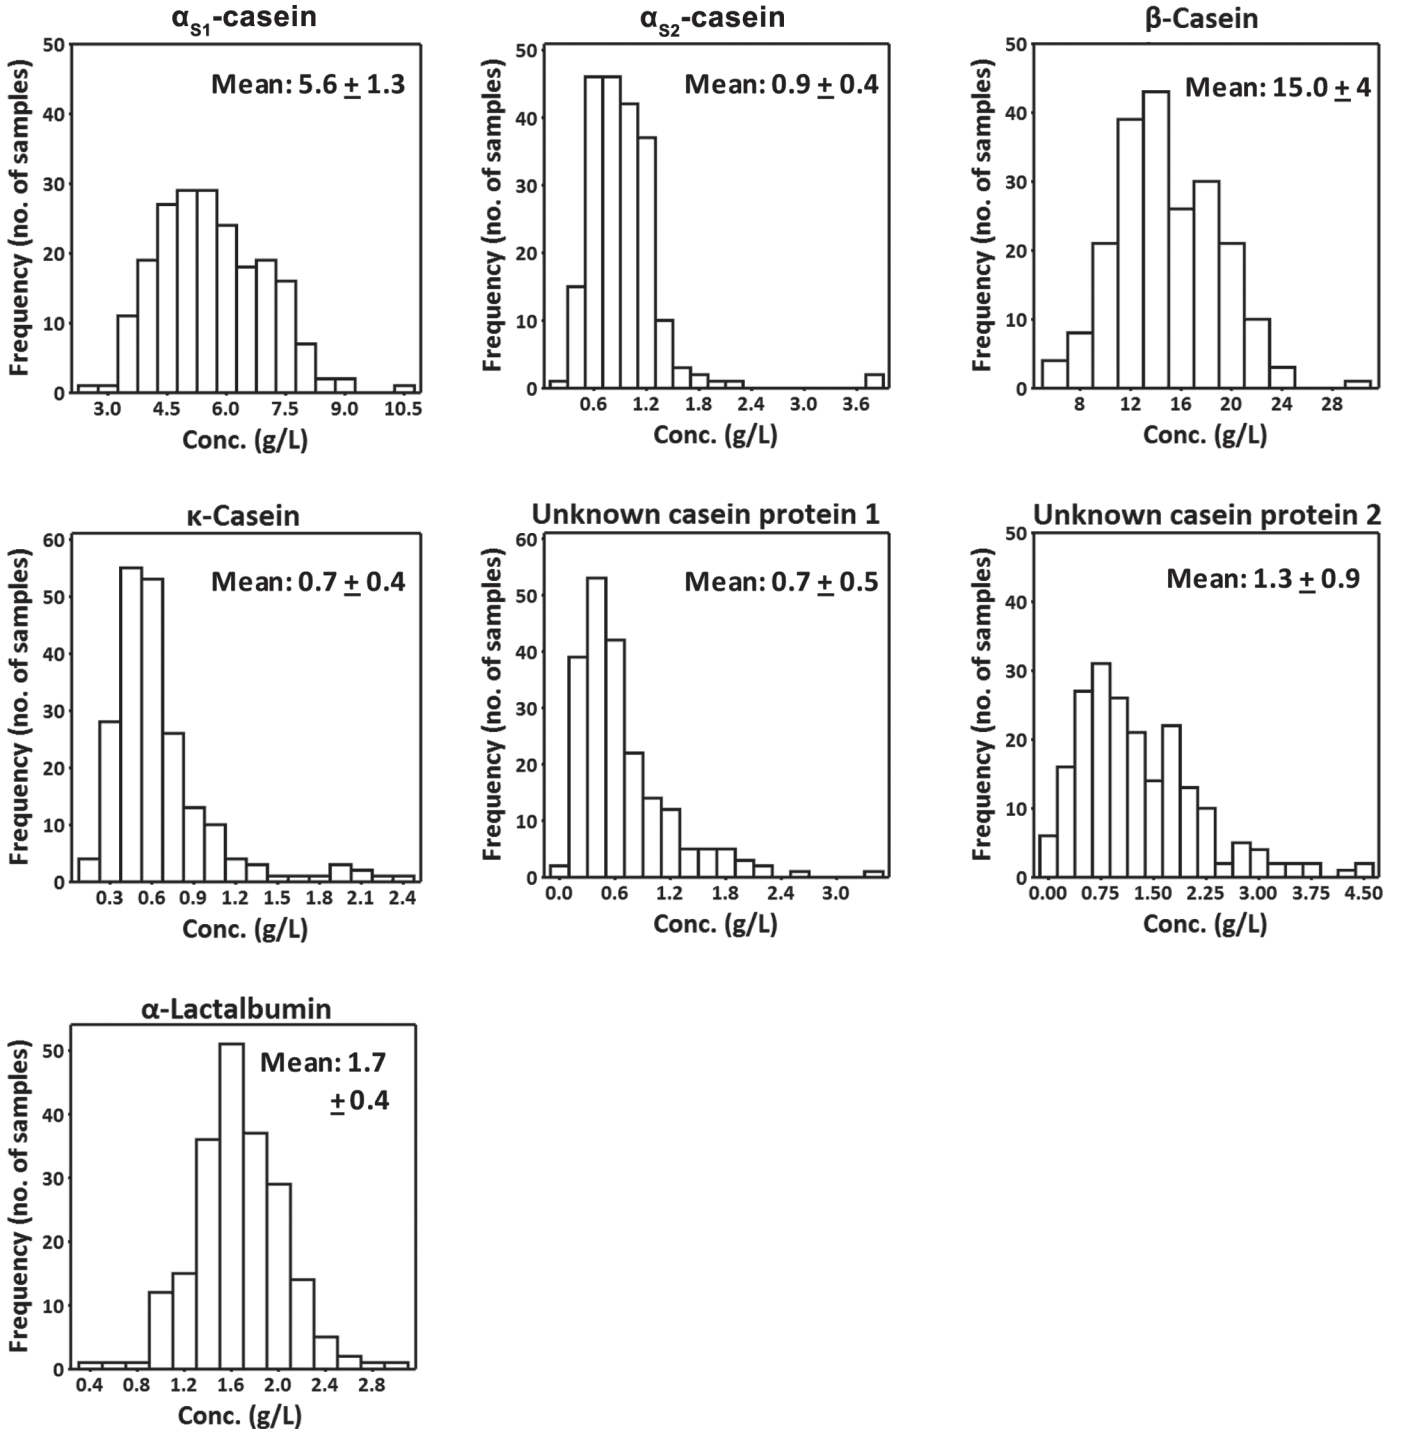 αS1-casein
Mean: 5.6 ± 1.3
Frequency (no. of samples)
50
40
30
20
10
0
3.0 4.5 6.0 7.5 9.0 10.5
Conc. (g/L)
αS2-casein
Mean: 0.9 ± 0.4
Frequency (no. of samples)
50
40
30
20
10
0
0.6 1.2 1.8 2.4 3.0 3.6
Conc. (g/L)
β-Casein
Mean: 15.0 ± 4
Frequency (no. of samples)
50
40
30
20
10
0
8 12 16 20 24 28
Conc. (g/L)
κ-Casein
Mean: 0.7 ± 0.4
Frequency (no. of samples)
60
50
40
30
20
10
0
0.3 0.6 0.9 1.2 1.5 1.8 2.1 2.4
Conc. (g/L)
Unknown casein protein 1
Mean: 0.7 ± 0.5
Frequency (no. of samples)
60
50
40
30
20
10
0
0.0 0.6 1.2 1.8 2.4 3.0
Conc. (g/L)
Unknown casein protein 2
Mean: 1.3 ± 0.9
Frequency (no. of samples)
50
40
30
20
10
0
0.00 0.75 1.50 2.25 3.00 3.75 4.50
Conc. (g/L)
α-Lactalbumin
Mean: 1.7
± 0.4
Frequency (no. of samples)
50
40
30
20
10
0
0.4 0.8 1.2 1.6 2.0 2.4 2.8
Conc. (g/L)